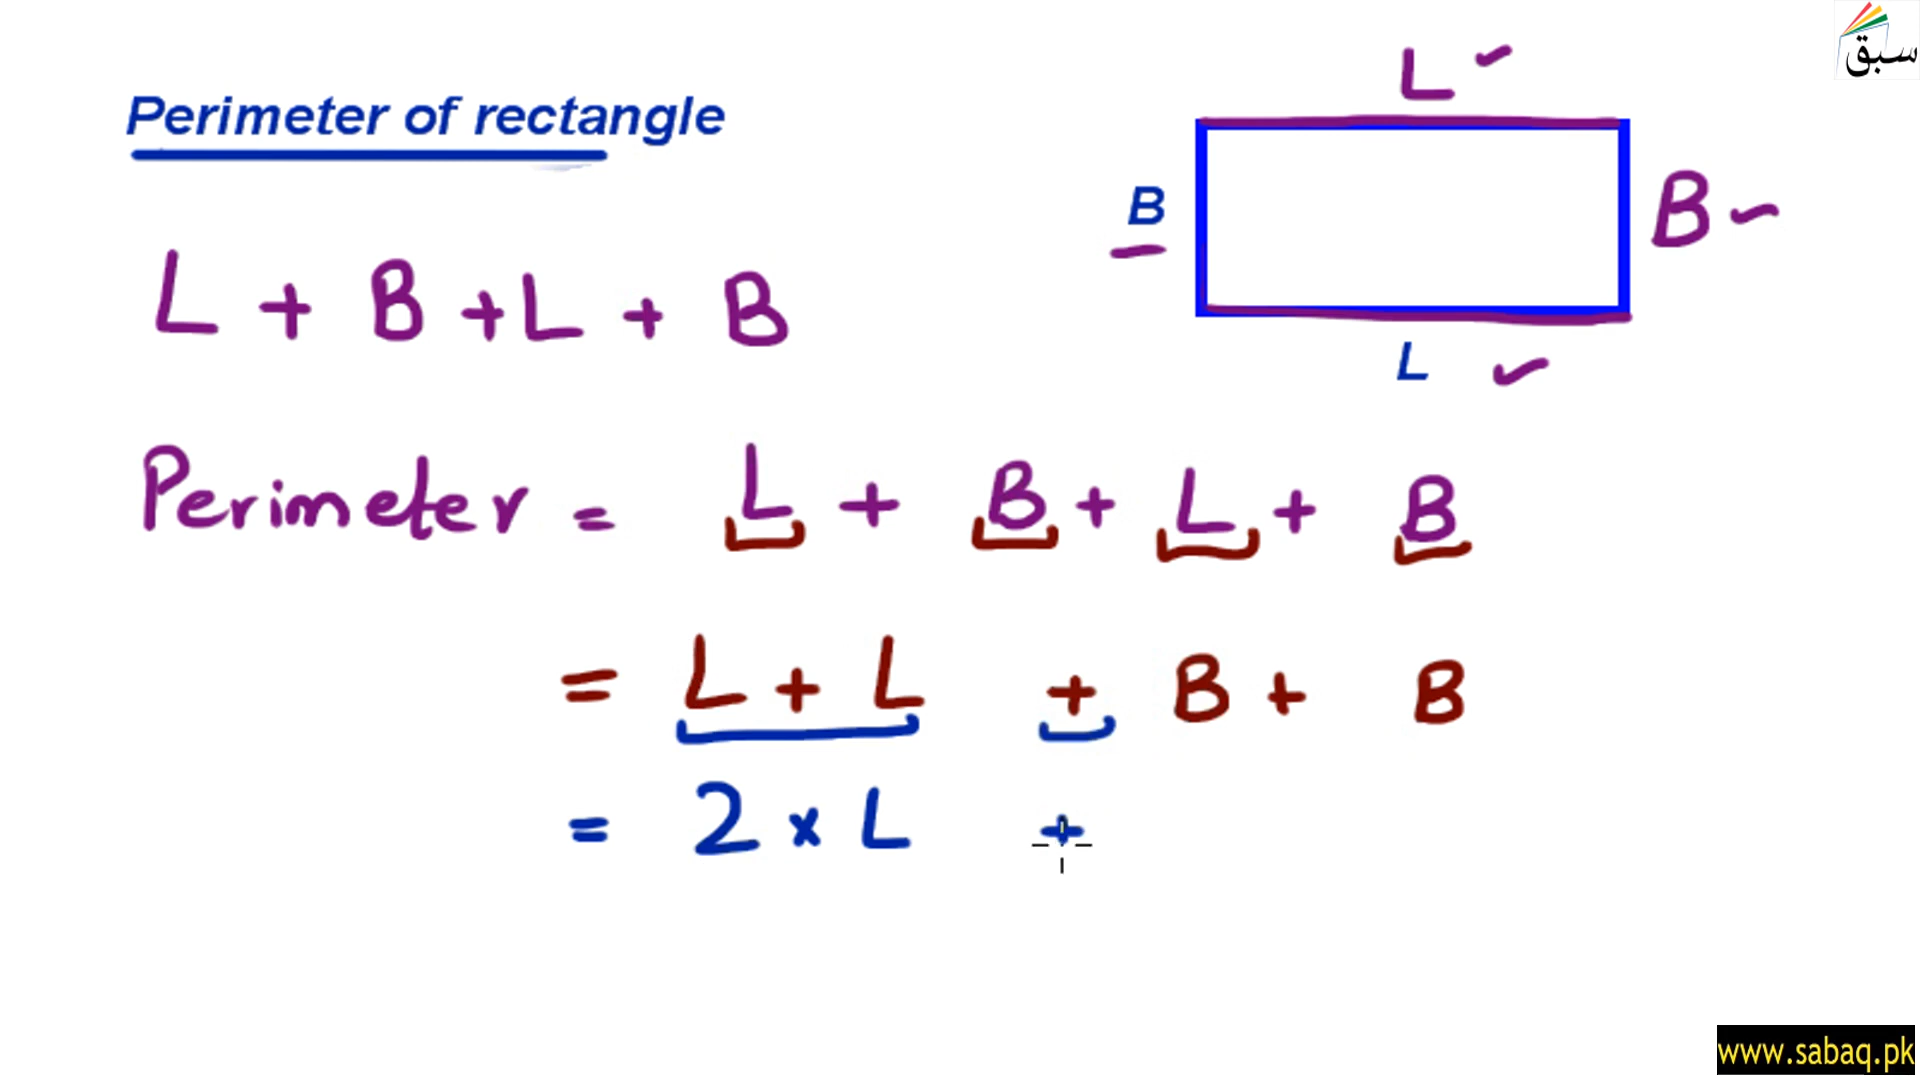 سبق
Perimeter of rectangle
L ✓
B
B
L + B + L + B
L ✓
Perimeter = L + B + L + B
= L + L + B + B
= 2 × L +
www.sabaq.pk